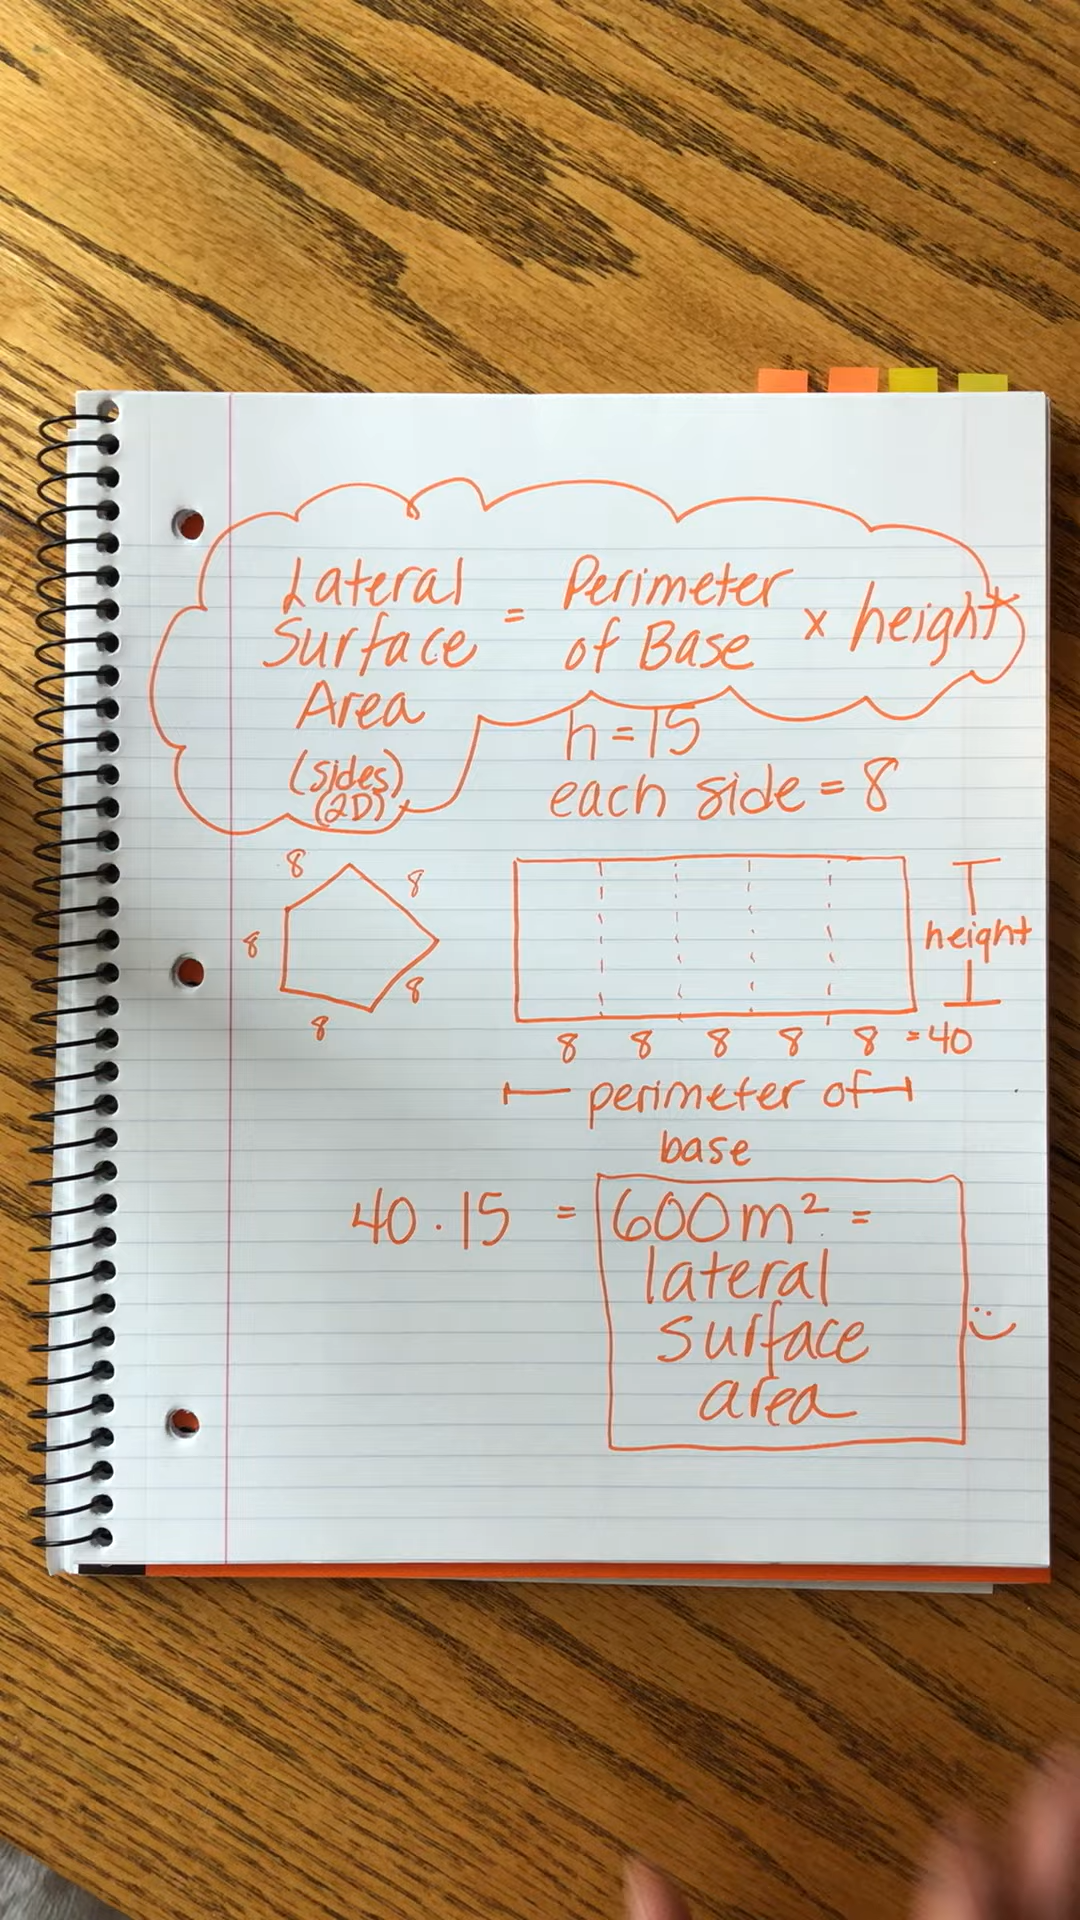 Lateral = Perimeter x height
Surface of Base
Area
(sides)
(2D)
h = 15
each side = 8
8 8
8
8
8
height
8 8 8 8 8 = 40
perimeter of
base
40 · 15 = 600m² =
lateral
surface
area